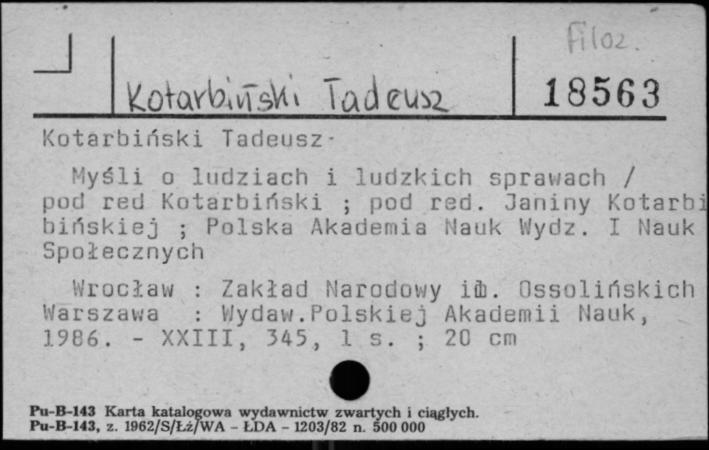 Filoz.
Kotarbiński Tadeusz
18563
Kotarbiński Tadeusz.
Myśli o ludziach i ludzkich sprawach /
pod red Kotarbiński ; pod red. Janiny Kotarbi
bińskiej ; Polska Akademia Nauk Wydz. I Nauk
Społecznych
Wrocław : Zakład Narodowy im. Ossolińskich
Warszawa : Wydaw.Polskiej Akademii Nauk,
1986. - XXIII, 345, 1 s. ; 20 cm
Pu-B-143 Karta katalogowa wydawnictw zwartych i ciągłych.
Pu-B-143, z. 1962/S/Łż/WA - ŁDA - 1203/82 n. 500 000